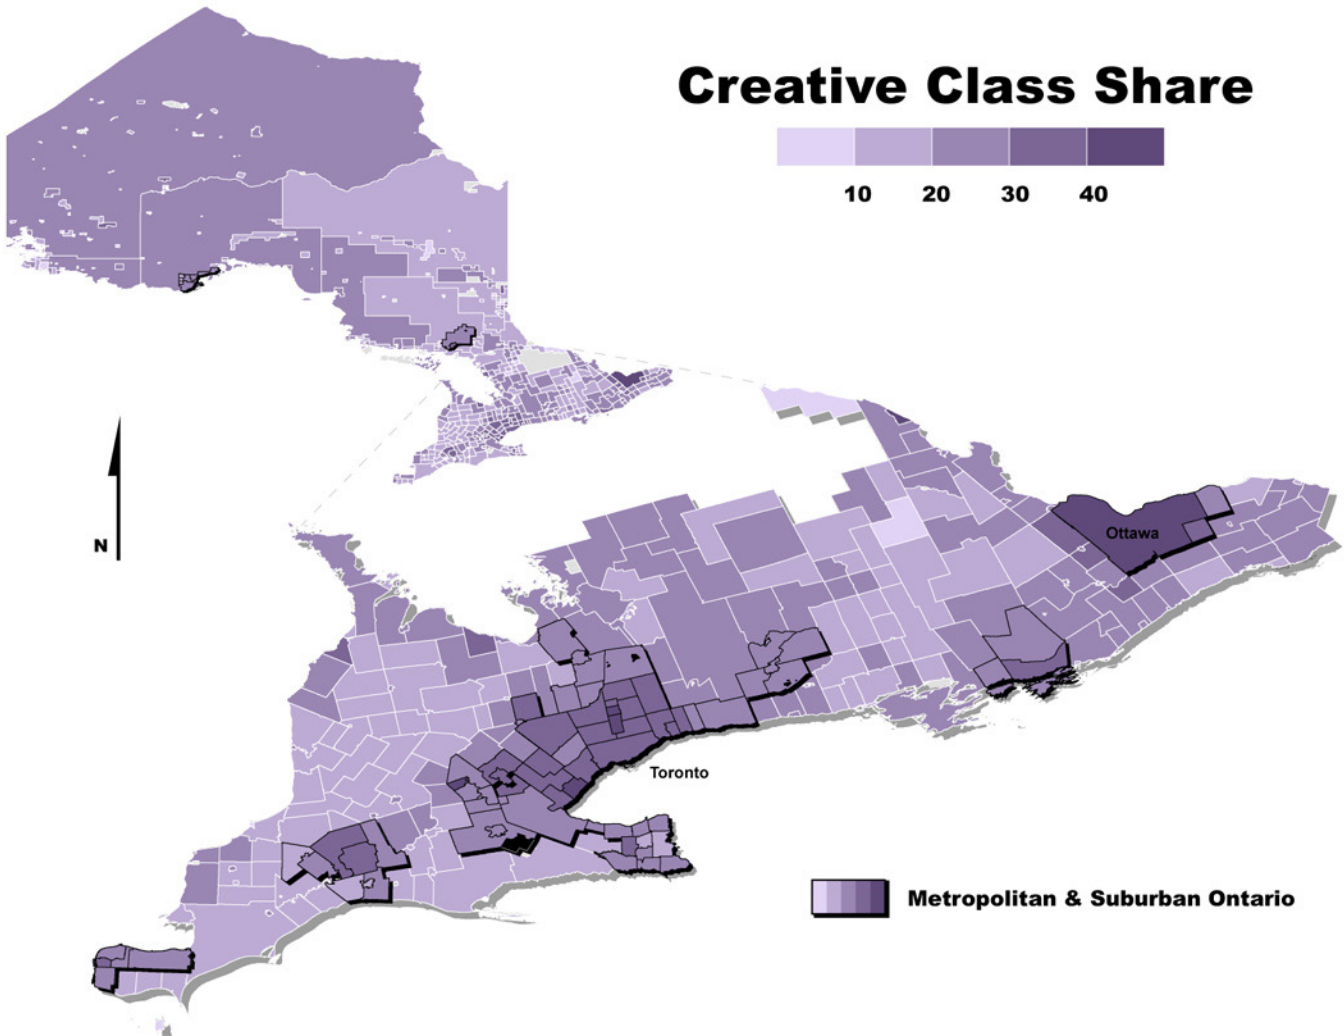 Creative Class Share
10 20 30 40
N
Ottawa
Toronto
Metropolitan & Suburban Ontario